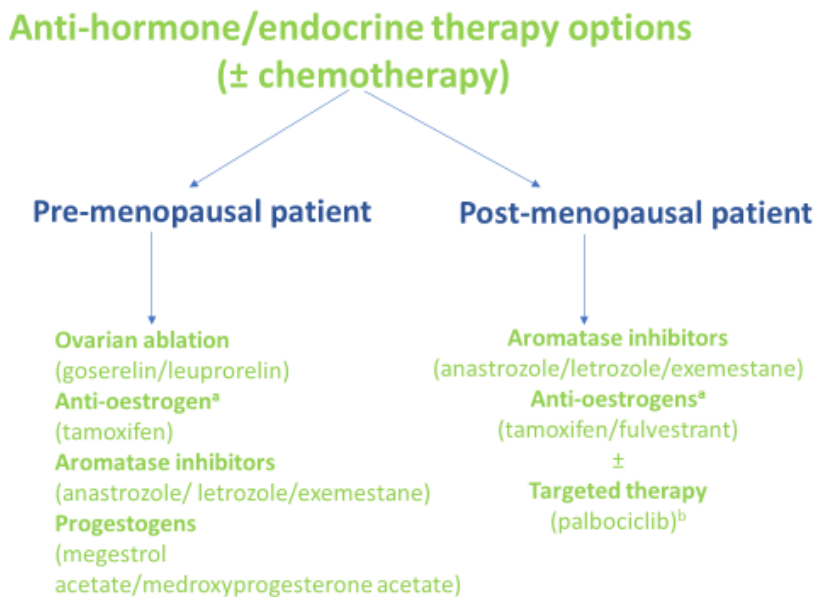 Anti-hormone/endocrine therapy options
(± chemotherapy)
Pre-menopausal patient
Post-menopausal patient
Ovarian ablation
(goserelin/leuprorelin)
Anti-oestrogenᵃ
(tamoxifen)
Aromatase inhibitors
(anastrozole/ letrozole/exemestane)
Progestogens
(megestrol
acetate/medroxyprogesterone acetate)
Aromatase inhibitors
(anastrozole/letrozole/exemestane)
Anti-oestrogensᵃ
(tamoxifen/fulvestrant)
±
Targeted therapy
(palbociclib)ᵇ